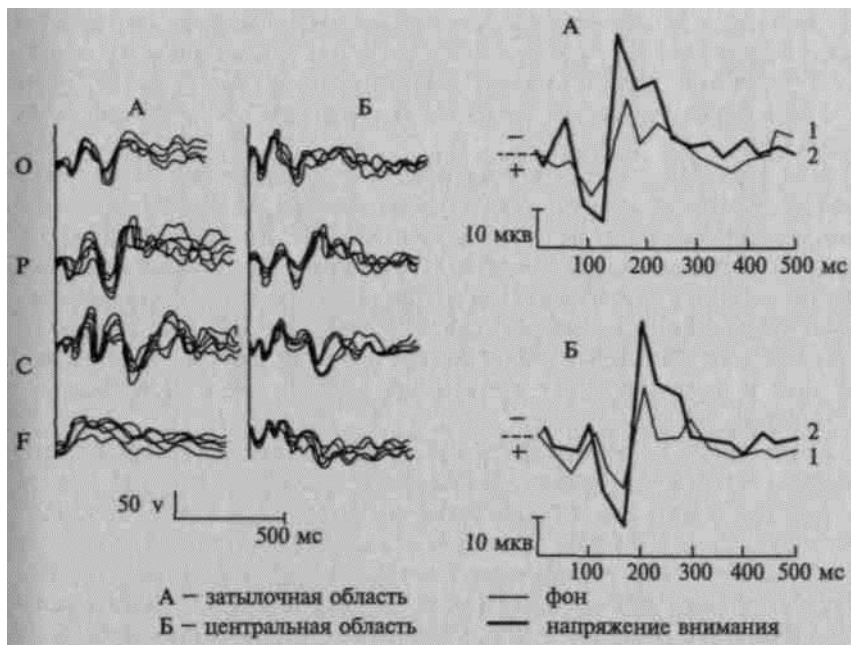 А
Б
О
Р
С
F
50 v
500 мс
А
−
+
1
2
10 мкв
100 200 300 400 500 мс
Б
−
+
2
1
10 мкв
100 200 300 400 500 мс
А – затылочная область
Б – центральная область
фон
напряжение внимания